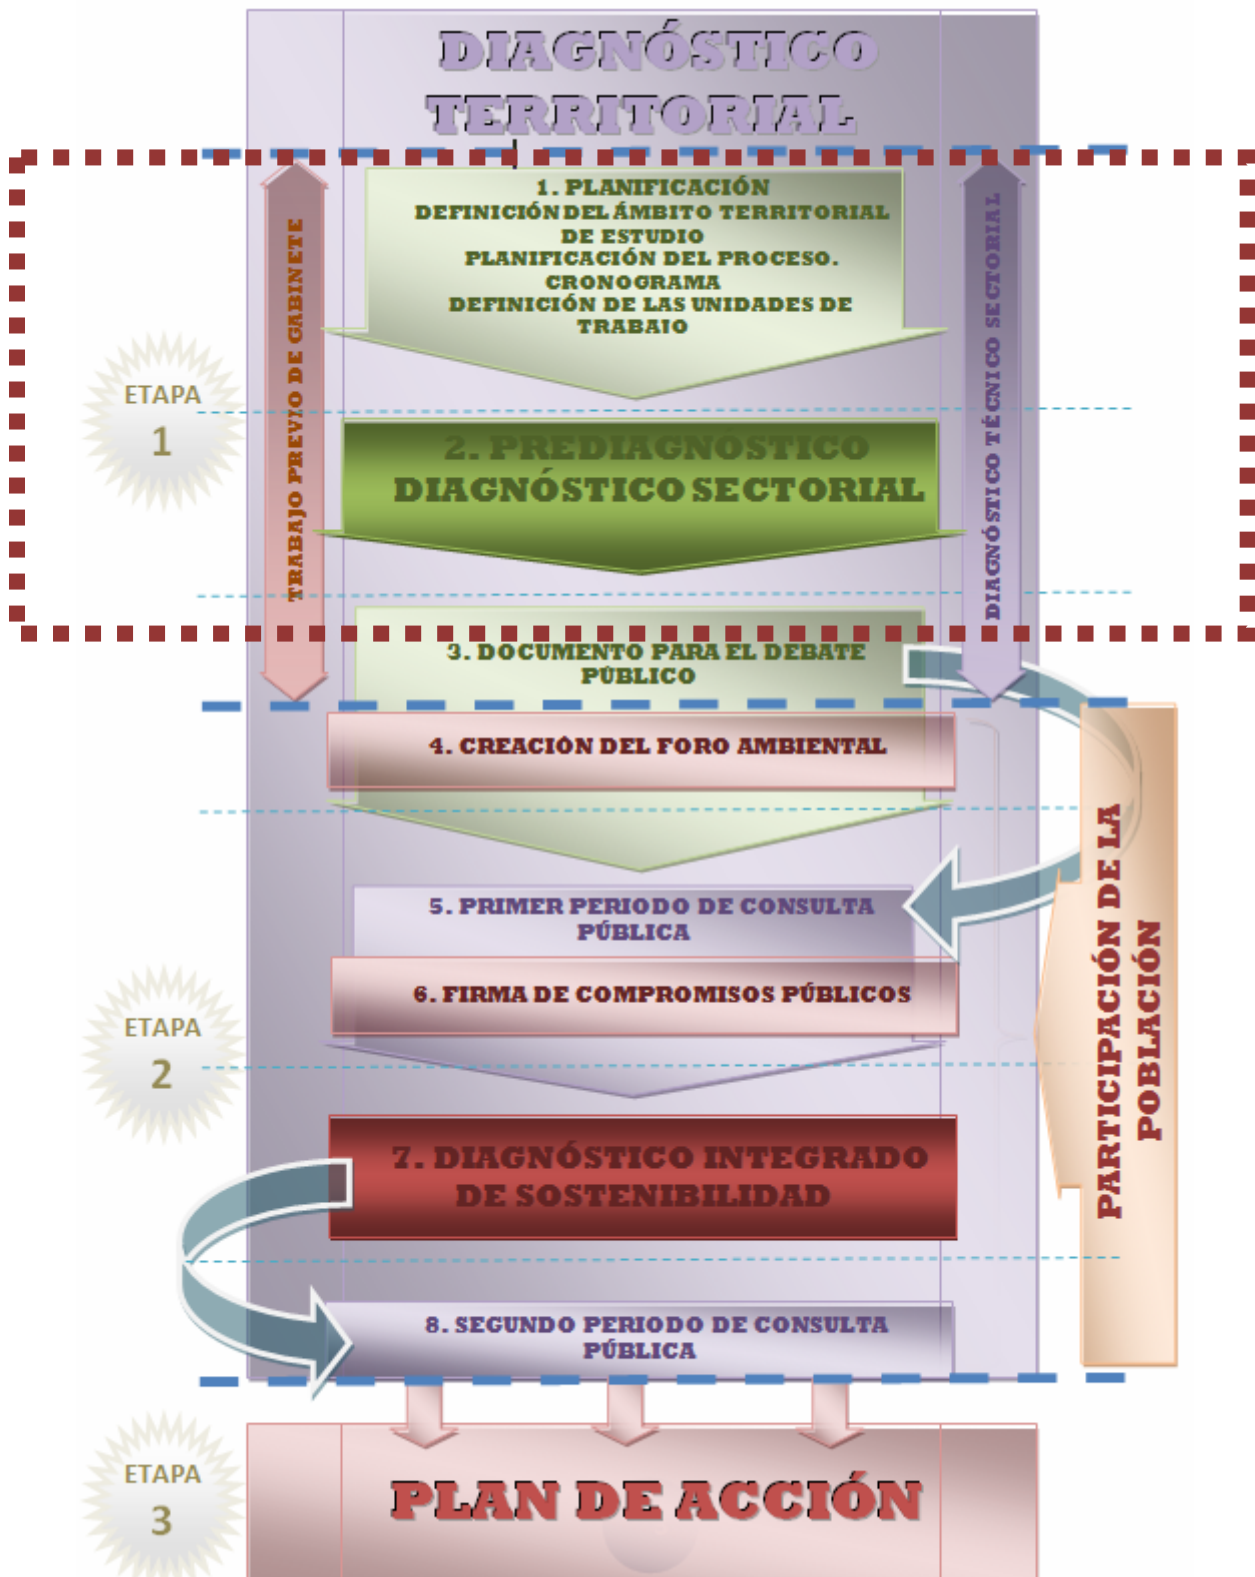 DIAGNÓSTICO
TERRITORIAL
1. PLANIFICACIÓN
DEFINICIÓN DEL ÁMBITO TERRITORIAL
DE ESTUDIO
PLANIFICACIÓN DEL PROCESO.
CRONOGRAMA
DEFINICIÓN DE LAS UNIDADES DE
TRABAJO
TRABAJO PREVIO DE GABINETE
DIAGNÓSTICO TÉCNICO SECTORIAL
ETAPA
1
2. PREDIAGNÓSTICO
DIAGNÓSTICO SECTORIAL
3. DOCUMENTO PARA EL DEBATE
PÚBLICO
4. CREACIÓN DEL FORO AMBIENTAL
5. PRIMER PERIODO DE CONSULTA
PÚBLICA
6. FIRMA DE COMPROMISOS PÚBLICOS
PARTICIPACIÓN DE LA
POBLACIÓN
ETAPA
2
7. DIAGNÓSTICO INTEGRADO
DE SOSTENIBILIDAD
8. SEGUNDO PERIODO DE CONSULTA
PÚBLICA
ETAPA
3
PLAN DE ACCIÓN